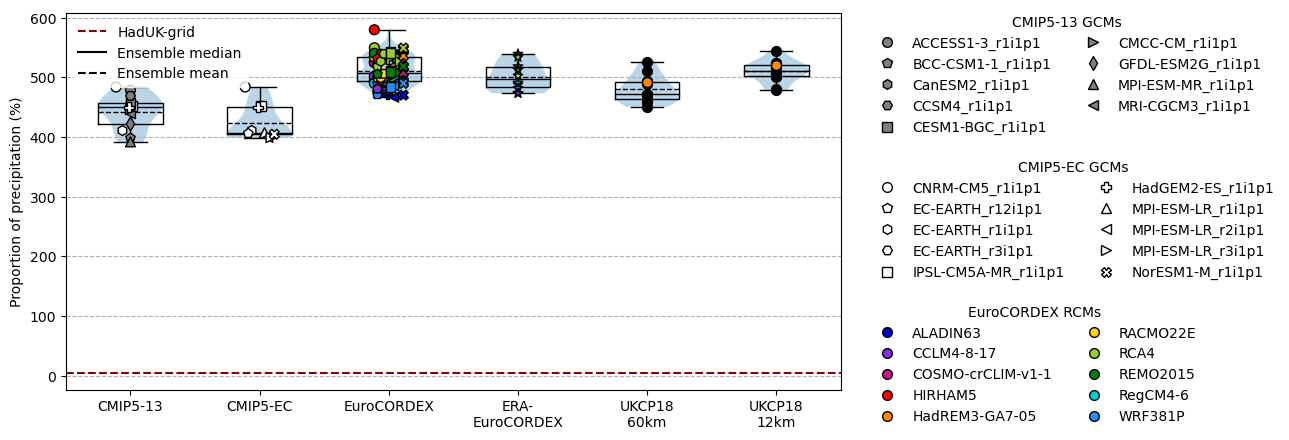 Proportion of precipitation (%)
600
500
400
300
200
100
0
HadUK-grid
Ensemble median
Ensemble mean
CMIP5-13
CMIP5-EC
EuroCORDEX
ERA-
EuroCORDEX
UKCP18
60km
UKCP18
12km
CMIP5-13 GCMs
ACCESS1-3_r1i1p1
BCC-CSM1-1_r1i1p1
CanESM2_r1i1p1
CCSM4_r1i1p1
CESM1-BGC_r1i1p1
CMCC-CM_r1i1p1
GFDL-ESM2G_r1i1p1
MPI-ESM-MR_r1i1p1
MRI-CGCM3_r1i1p1
CMIP5-EC GCMs
CNRM-CM5_r1i1p1
EC-EARTH_r12i1p1
EC-EARTH_r1i1p1
EC-EARTH_r3i1p1
IPSL-CM5A-MR_r1i1p1
HadGEM2-ES_r1i1p1
MPI-ESM-LR_r1i1p1
MPI-ESM-LR_r2i1p1
MPI-ESM-LR_r3i1p1
NorESM1-M_r1i1p1
EuroCORDEX RCMs
ALADIN63
CCLM4-8-17
COSMO-crCLIM-v1-1
HIRHAM5
HadREM3-GA7-05
RACMO22E
RCA4
REMO2015
RegCM4-6
WRF381P